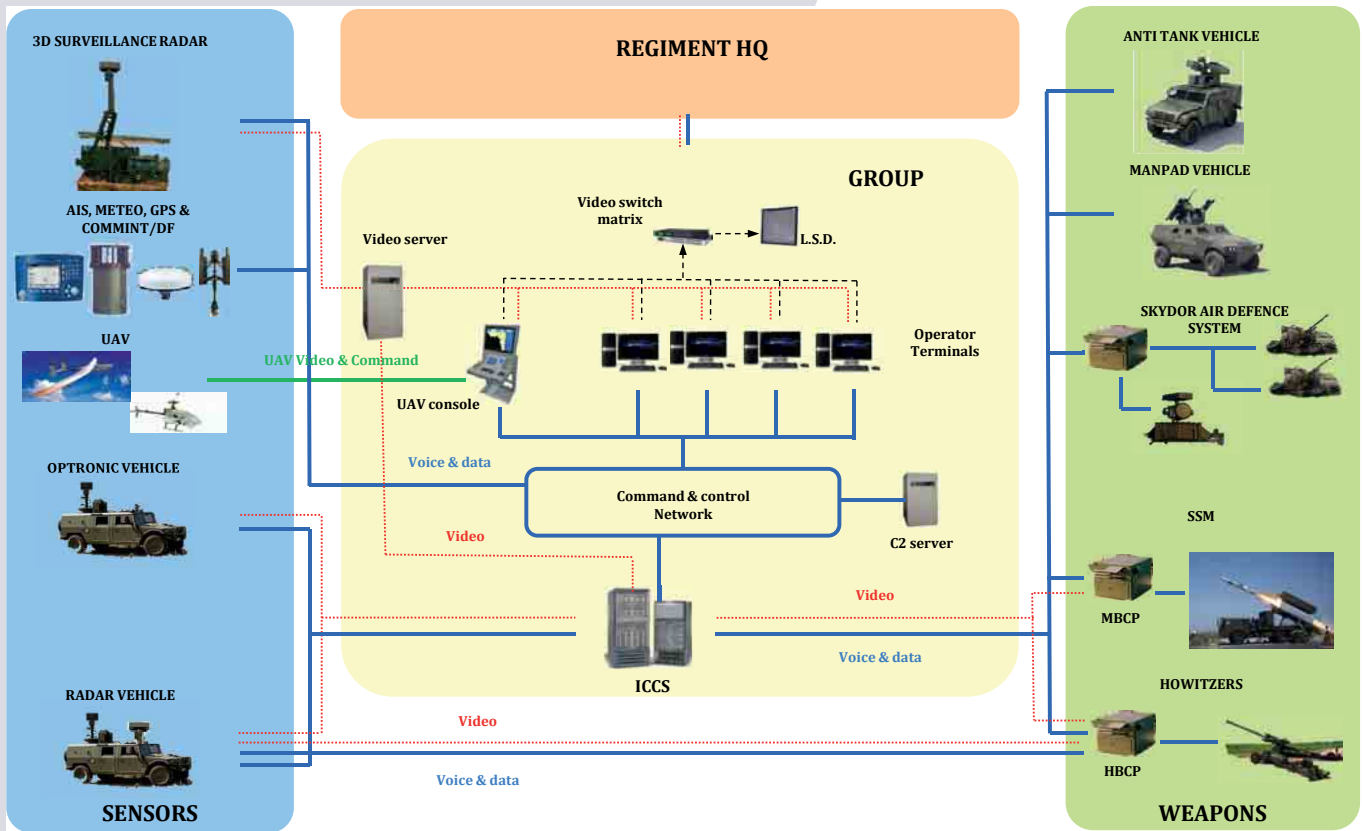 3D SURVEILLANCE RADAR
AIS, METEO, GPS &
COMMINT/DF
UAV
OPTRONIC VEHICLE
RADAR VEHICLE
SENSORS
REGIMENT HQ
GROUP
Video switch
matrix
L.S.D.
Video server
UAV Video & Command
UAV console
Operator
Terminals
Voice & data
Command & control
Network
C2 server
Video
ICCS
Video
Voice & data
Video
Voice & data
ANTI TANK VEHICLE
MANPAD VEHICLE
SKYDOR AIR DEFENCE
SYSTEM
SSM
MBCP
HOWITZERS
HBCP
WEAPONS